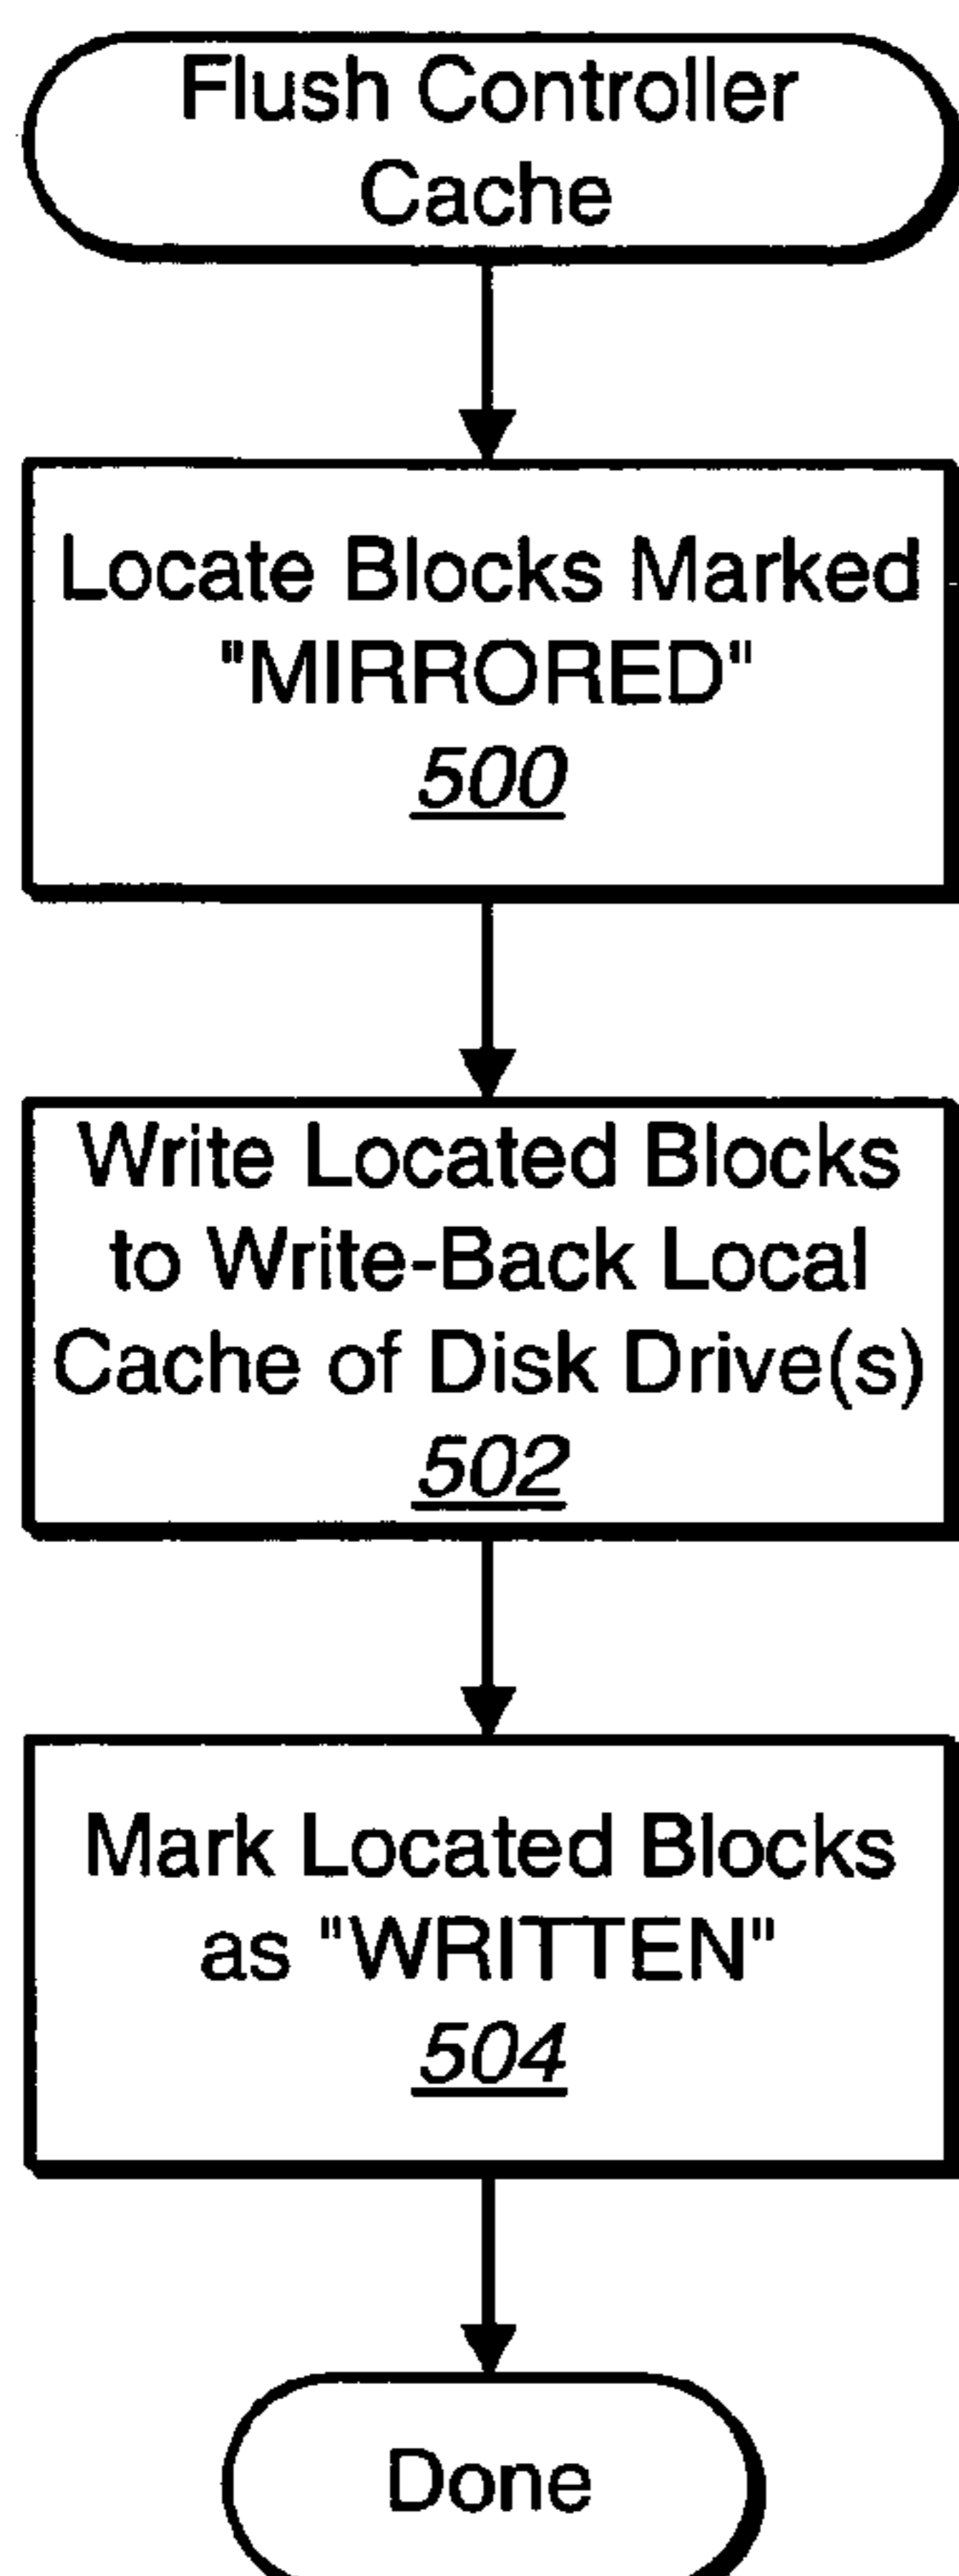 Flush Controller
Cache
Locate Blocks Marked
"MIRRORED"
500
Write Located Blocks
to Write-Back Local
Cache of Disk Drive(s)
502
Mark Located Blocks
as "WRITTEN"
504
Done